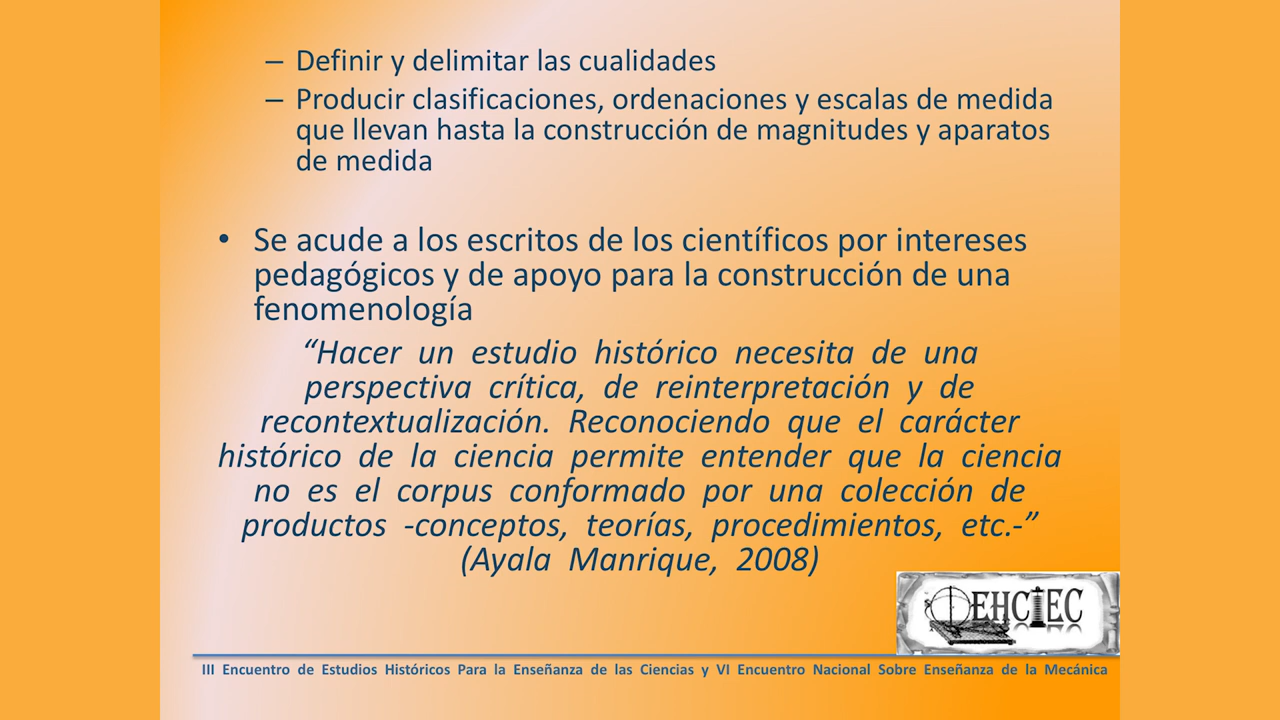 – Definir y delimitar las cualidades
– Producir clasificaciones, ordenaciones y escalas de medida
que llevan hasta la construcción de magnitudes y aparatos
de medida
• Se acude a los escritos de los científicos por intereses
pedagógicos y de apoyo para la construcción de una
fenomenología
“Hacer un estudio histórico necesita de una
perspectiva crítica, de reinterpretación y de
recontextualización. Reconociendo que el carácter
histórico de la ciencia permite entender que la ciencia
no es el corpus conformado por una colección de
productos -conceptos, teorías, procedimientos, etc.-”
(Ayala Manrique, 2008)
EHCIEC
III Encuentro de Estudios Históricos Para la Enseñanza de las Ciencias y VI Encuentro Nacional Sobre Enseñanza de la Mecánica